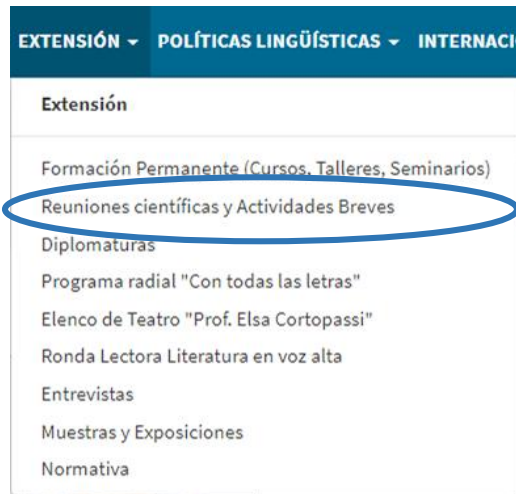 EXTENSIÓN POLÍTICAS LINGÜÍSTICAS INTERNACI
Extensión
Formación Permanente (Cursos, Talleres, Seminarios)
Reuniones científicas y Actividades Breves
Diplomaturas
Programa radial "Con todas las letras"
Elenco de Teatro "Prof. Elsa Cortopassi"
Ronda Lectora Literatura en voz alta
Entrevistas
Muestras y Exposiciones
Normativa